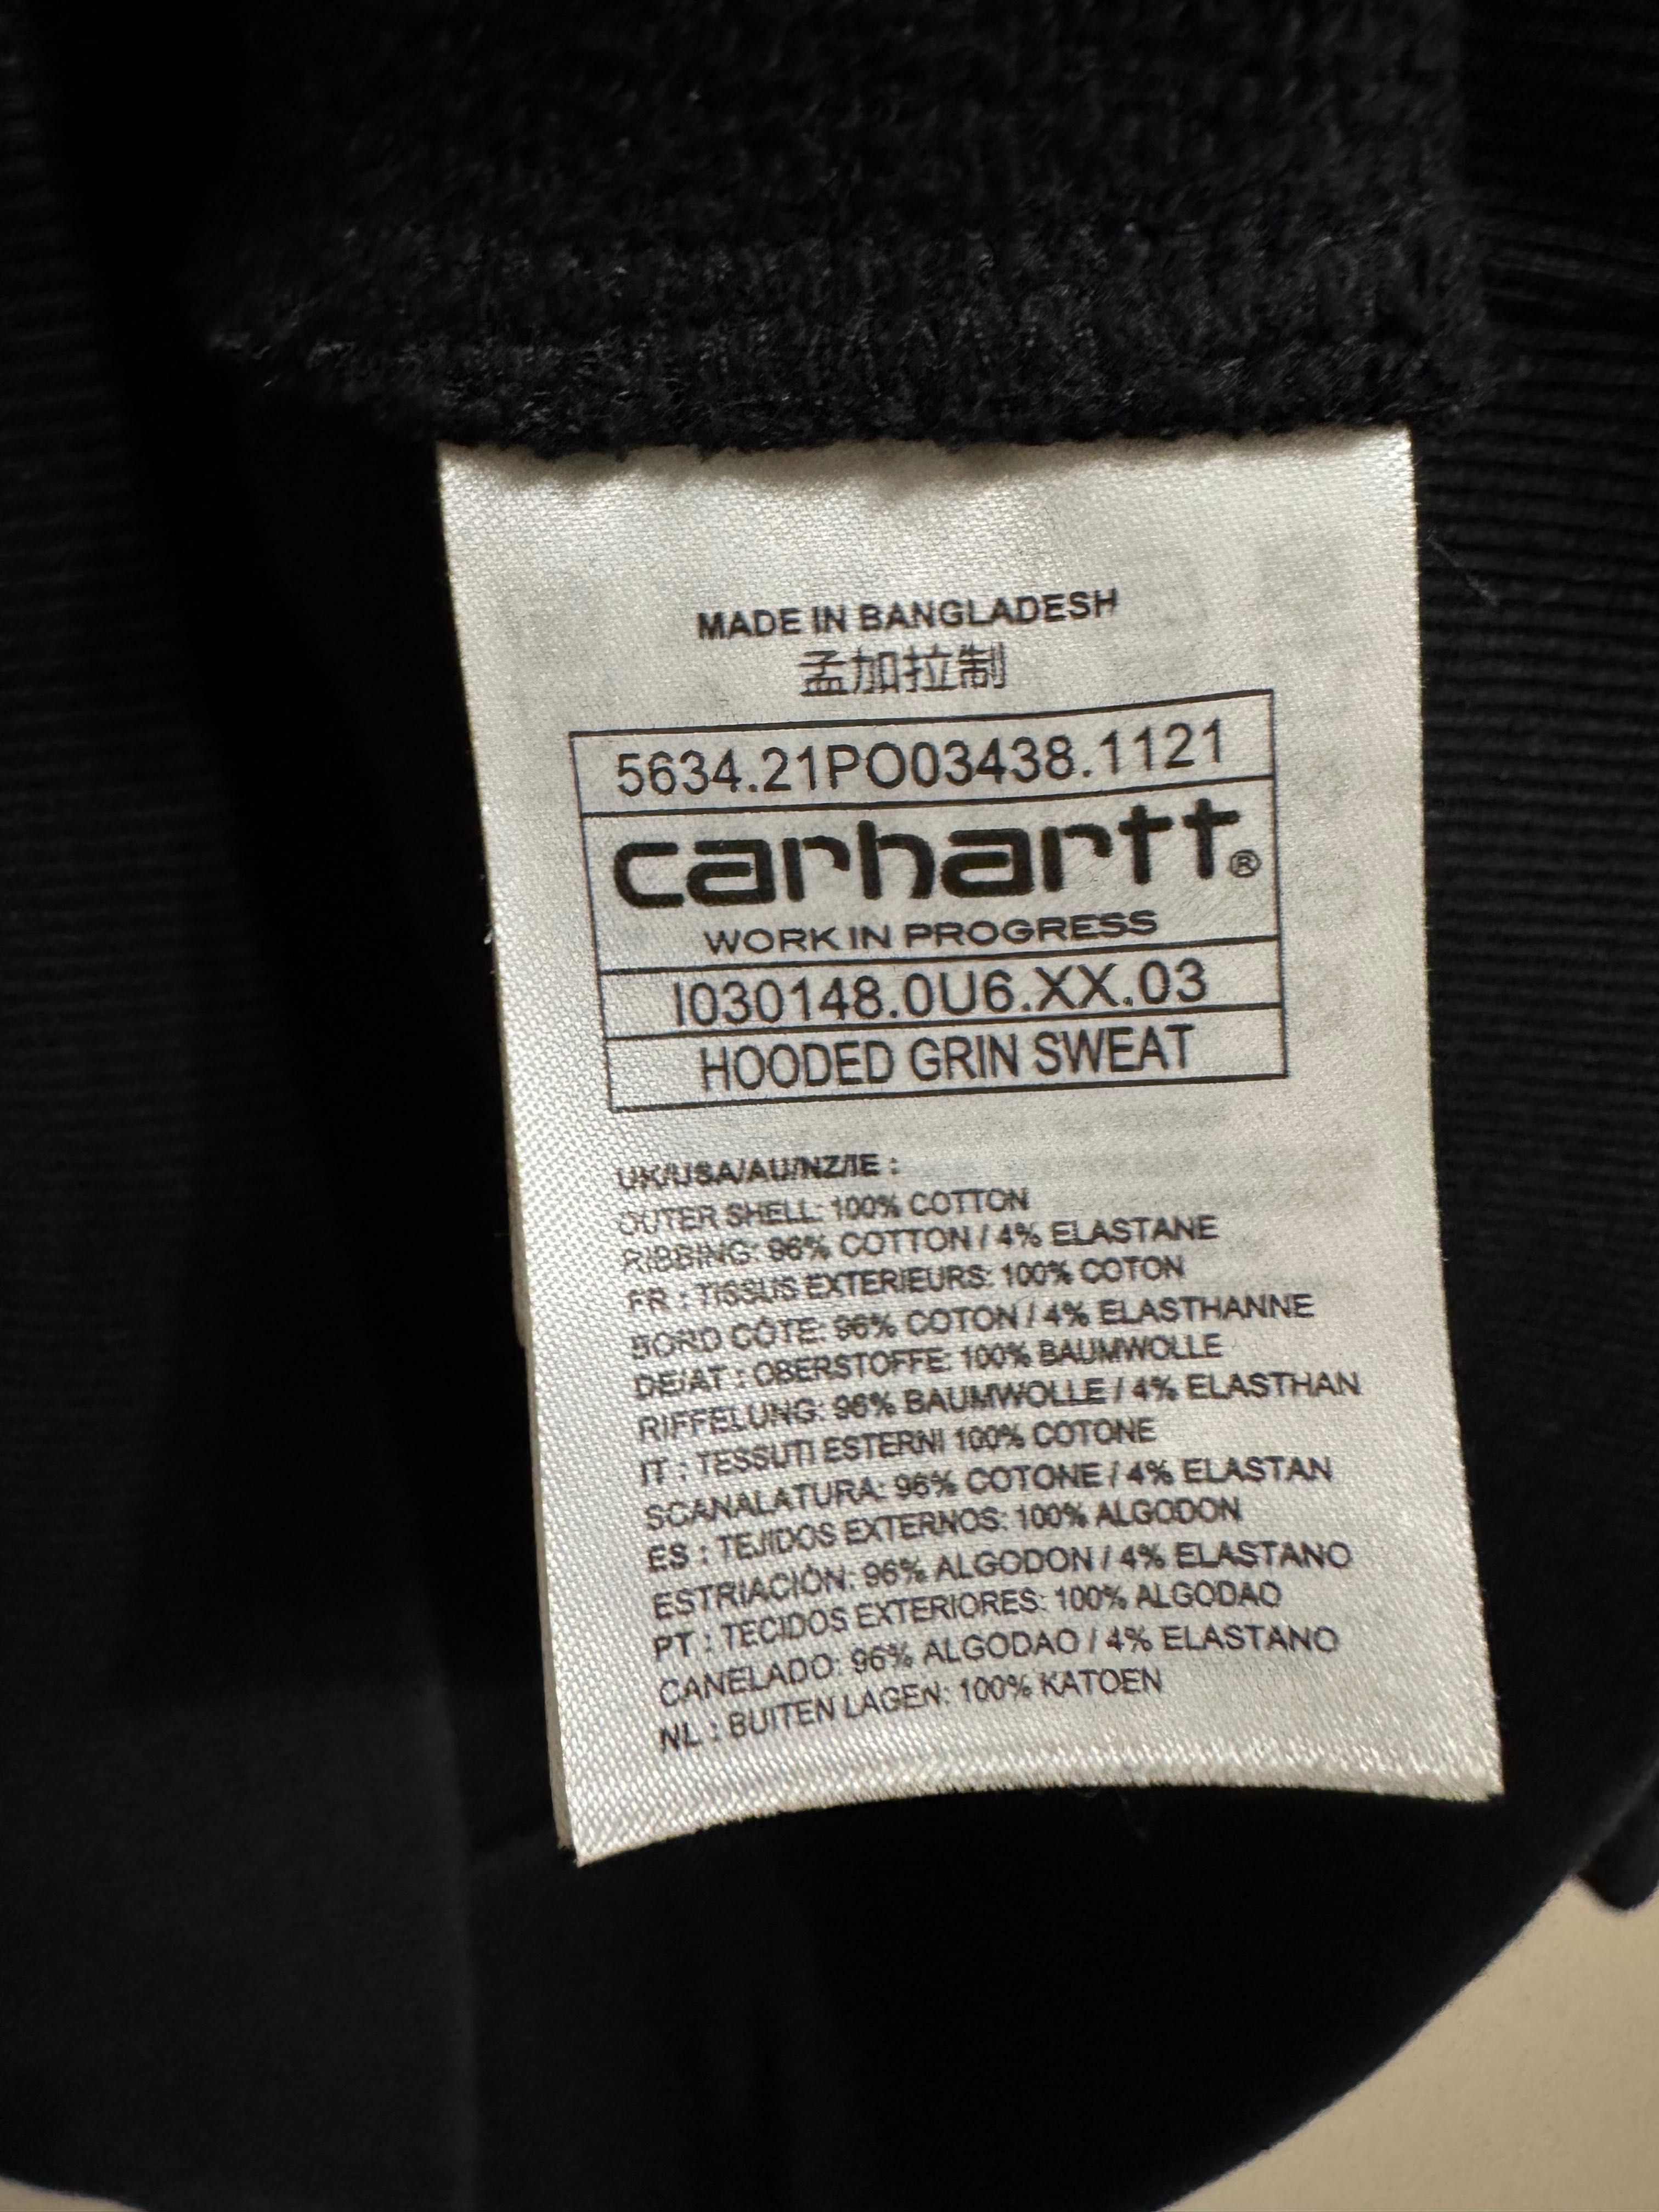 MADE IN BANGLADESH
孟加拉制
5634.21PO03438.1121
carhartt®
WORK IN PROGRESS
I030148.0U6.XX.03
HOODED GRIN SWEAT
UK/USA/AU/NZ/IE :
OUTER SHELL: 100% COTTON
RIBBING: 96% COTTON / 4% ELASTANE
FR : TISSUS EXTERIEURS: 100% COTON
BORD CÔTE: 96% COTON / 4% ELASTHANNE
DE/AT : OBERSTOFFE: 100% BAUMWOLLE
RIFFELUNG: 96% BAUMWOLLE / 4% ELASTHAN
IT : TESSUTI ESTERNI 100% COTONE
SCANALATURA: 96% COTONE / 4% ELASTAN
ES : TEJIDOS EXTERNOS: 100% ALGODON
ESTRIACIÓN: 96% ALGODON / 4% ELASTANO
PT : TECIDOS EXTERIORES: 100% ALGODAO
CANELADO: 96% ALGODAO / 4% ELASTANO
NL : BUITEN LAGEN: 100% KATOEN